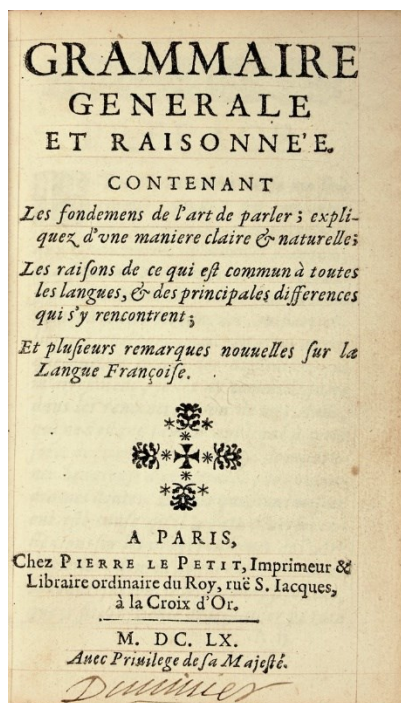 GRAMMAIRE
GENERALE
ET RAISONNE'E.
CONTENANT
Les fondemens de l'art de parler ; expli-
quez d'vne maniere claire & naturelle;
Les raiſons de ce qui eſt commun à toutes
les langues, & des principales differences
qui s'y rencontrent ;
Et pluſieurs remarques nouuelles ſur la
Langue Françoiſe.
A PARIS,
Chez PIERRE LE PETIT, Imprimeur &
Libraire ordinaire du Roy, ruë S. Iacques,
à la Croix d'Or.
M. DC. LX.
Auec Priuilege de ſa Majeſté.